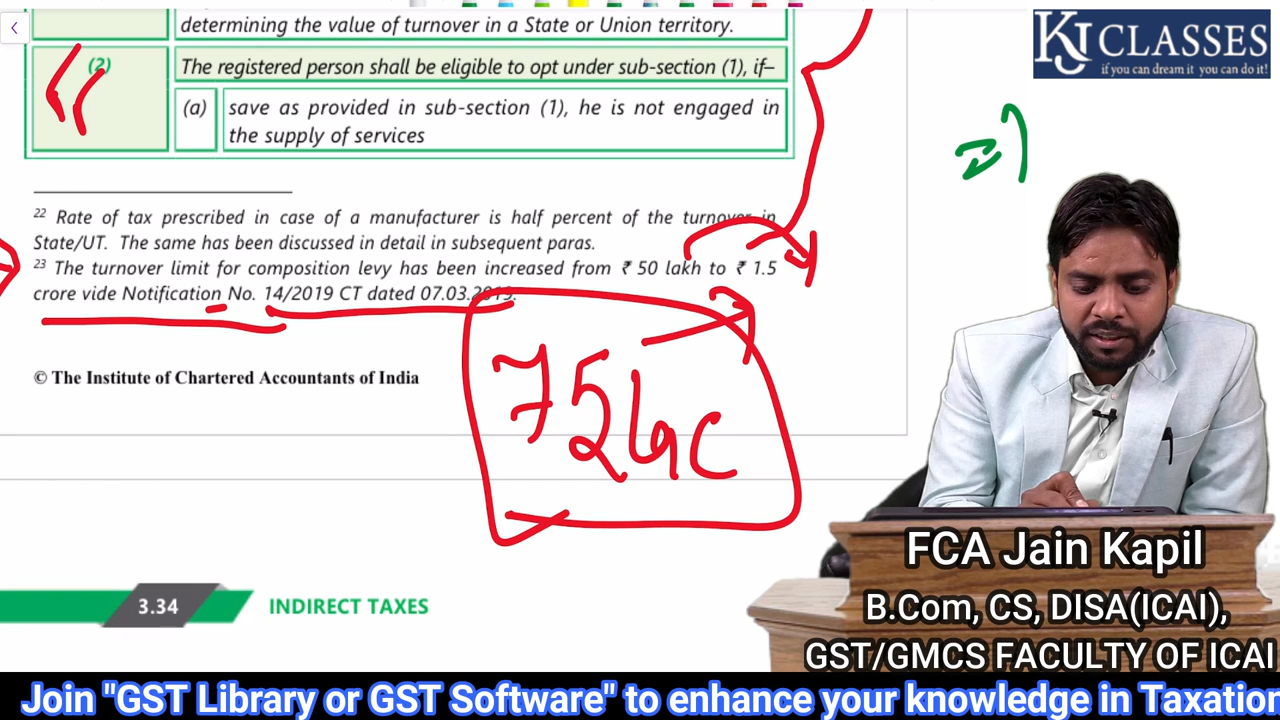 determining the value of turnover in a State or Union territory.
(2) The registered person shall be eligible to opt under sub-section (1), if–
(a) save as provided in sub-section (1), he is not engaged in
the supply of services
22 Rate of tax prescribed in case of a manufacturer is half percent of the turnover in
State/UT. The same has been discussed in detail in subsequent paras.
23 The turnover limit for composition levy has been increased from ₹ 50 lakh to ₹ 1.5
crore vide Notification No. 14/2019 CT dated 07.03.2019.
75 Lac
© The Institute of Chartered Accountants of India
3.34 INDIRECT TAXES
KJ CLASSES
if you can dream it you can do it!
FCA Jain Kapil
B.Com, CS, DISA(ICAI),
GST/GMCS FACULTY OF ICAI
Join "GST Library or GST Software" to enhance your knowledge in Taxation